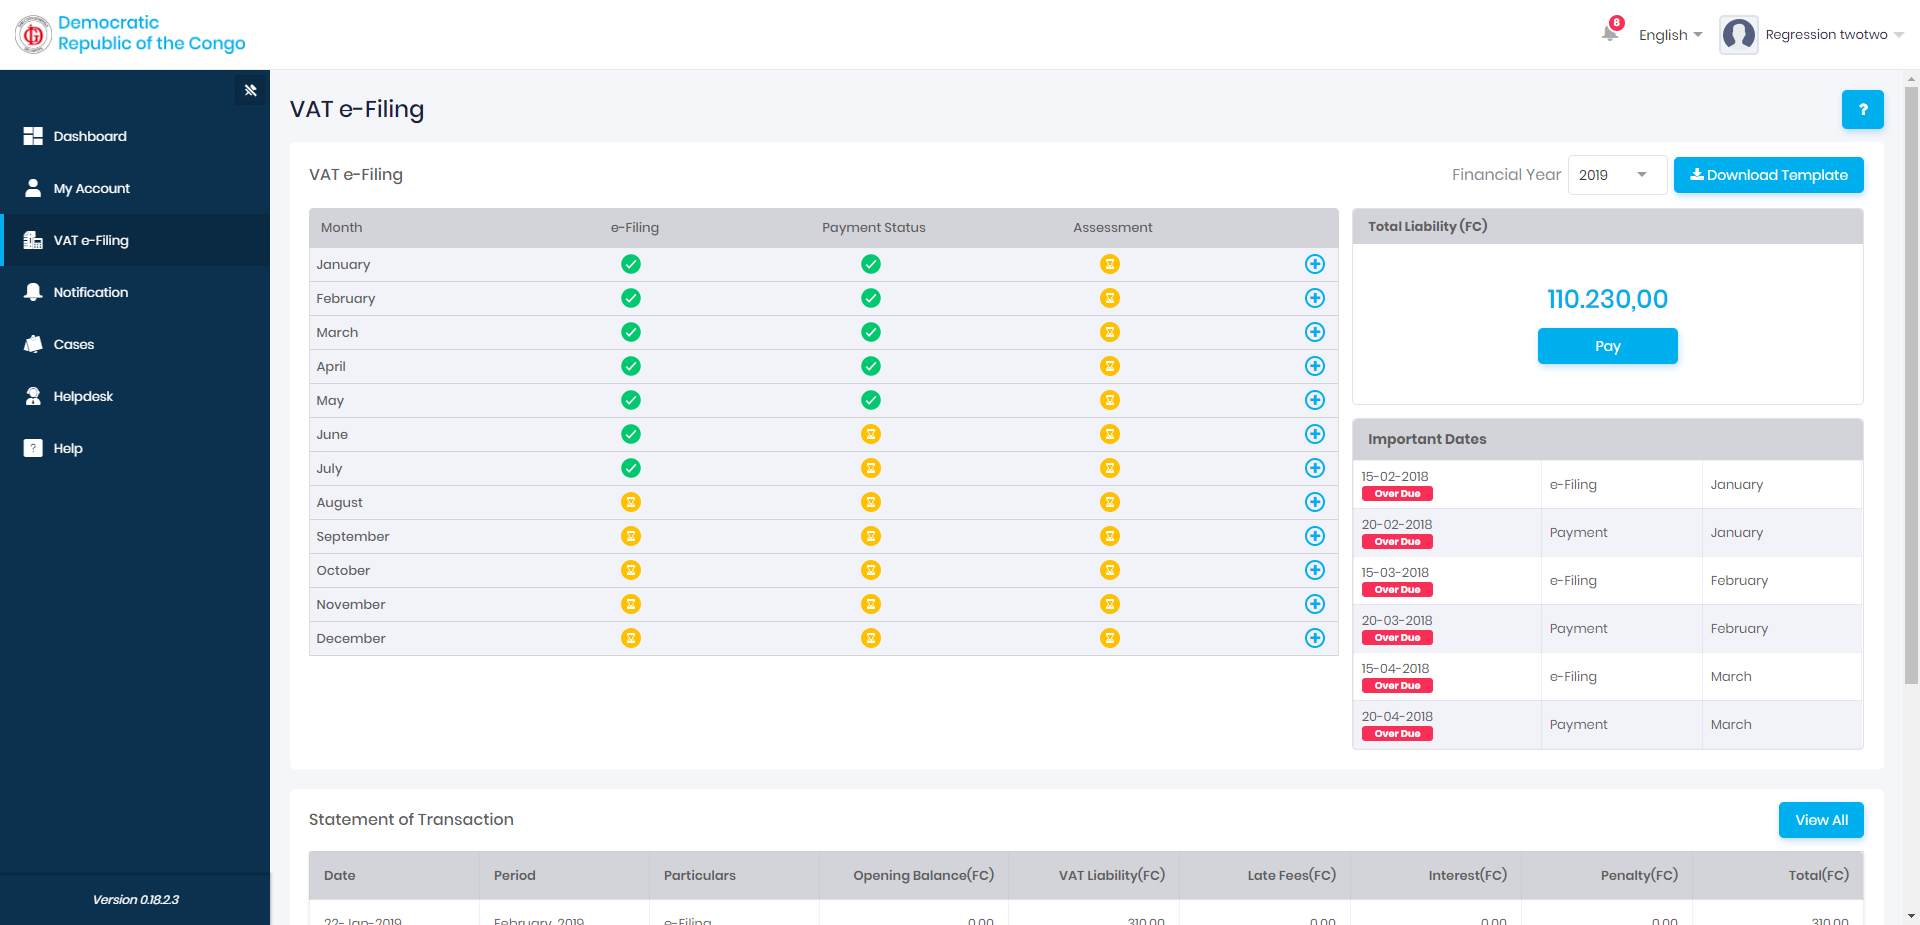 Democratic
Republic of the Congo
8
English
Regression twotwo
Dashboard
My Account
VAT e-Filing
Notification
Cases
Helpdesk
? Help
Version 0.18.2.3
VAT e-Filing
?
VAT e-Filing
Financial Year 2019 Download Template
Month e-Filing Payment Status Assessment
January
February
March
April
May
June
July
August
September
October
November
December
Total Liability (FC)
110.230,00
Pay
Important Dates
15-02-2018
Over Due
e-Filing January
20-02-2018
Over Due
Payment January
15-03-2018
Over Due
e-Filing February
20-03-2018
Over Due
Payment February
15-04-2018
Over Due
e-Filing March
20-04-2018
Over Due
Payment March
Statement of Transaction
View All
Date Period Particulars Opening Balance(FC) VAT Liability(FC) Late Fees(FC) Interest(FC) Penalty(FC) Total(FC)
22-Jan-2019 February, 2019 e-Filing 0.00 310.00 0.00 0.00 0.00 310.00